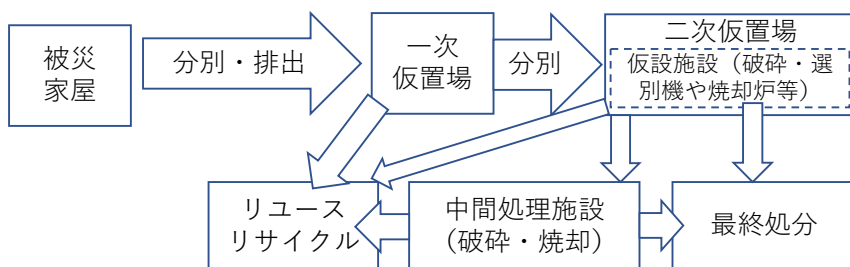 被災
家屋
分別・排出
一次
仮置場
分別
二次仮置場
仮設施設（破砕・選
別機や焼却炉等）
リユース
リサイクル
中間処理施設
（破砕・焼却）
最終処分